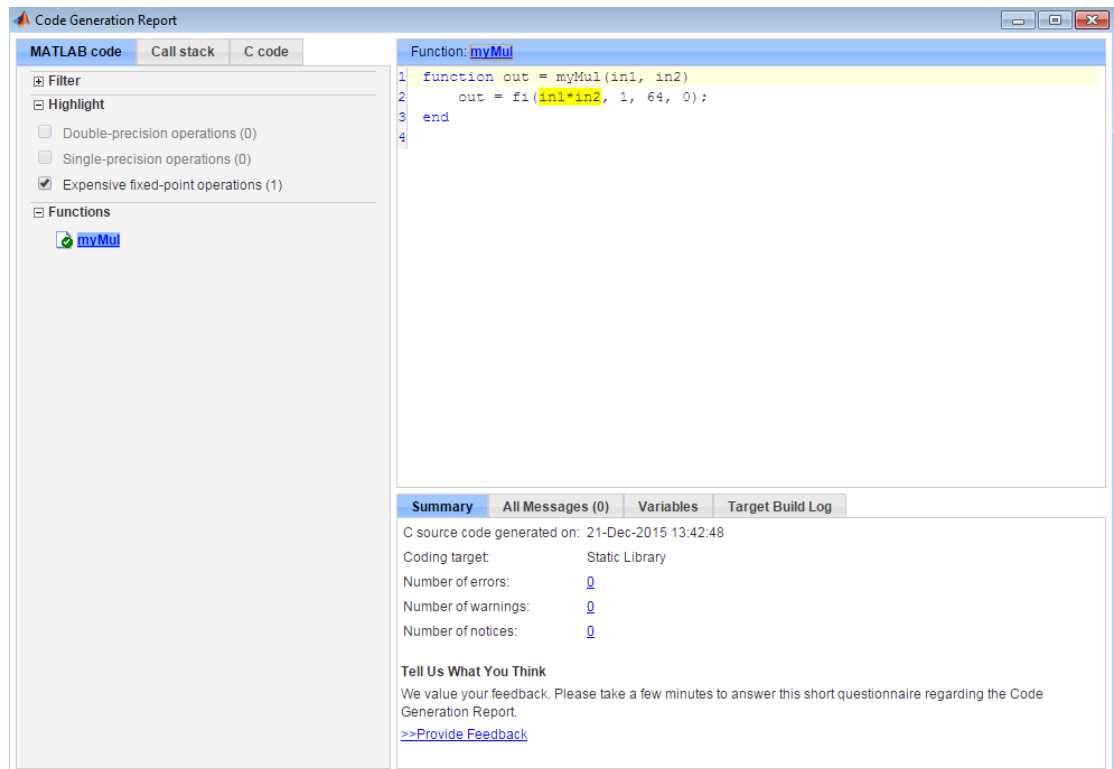 Code Generation Report
MATLAB code Call stack C code
Filter
Highlight
Double-precision operations (0)
Single-precision operations (0)
Expensive fixed-point operations (1)
Functions
myMul
Function: myMul
1 function out = myMul(in1, in2)
2 out = fi(in1*in2, 1, 64, 0);
3 end
4
Summary All Messages (0) Variables Target Build Log
C source code generated on: 21-Dec-2015 13:42:48
Coding target: Static Library
Number of errors: 0
Number of warnings: 0
Number of notices: 0
Tell Us What You Think
We value your feedback. Please take a few minutes to answer this short questionnaire regarding the Code
Generation Report.
>>Provide Feedback